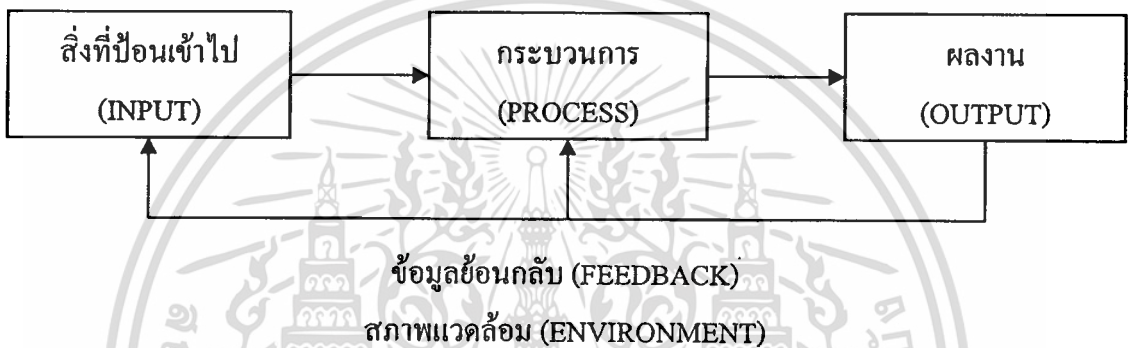 สิ่งที่ป้อนเข้าไป
(INPUT)
กระบวนการ
(PROCESS)
ผลงาน
(OUTPUT)
ข้อมูลย้อนกลับ (FEEDBACK)
สภาพแวดล้อม (ENVIRONMENT)